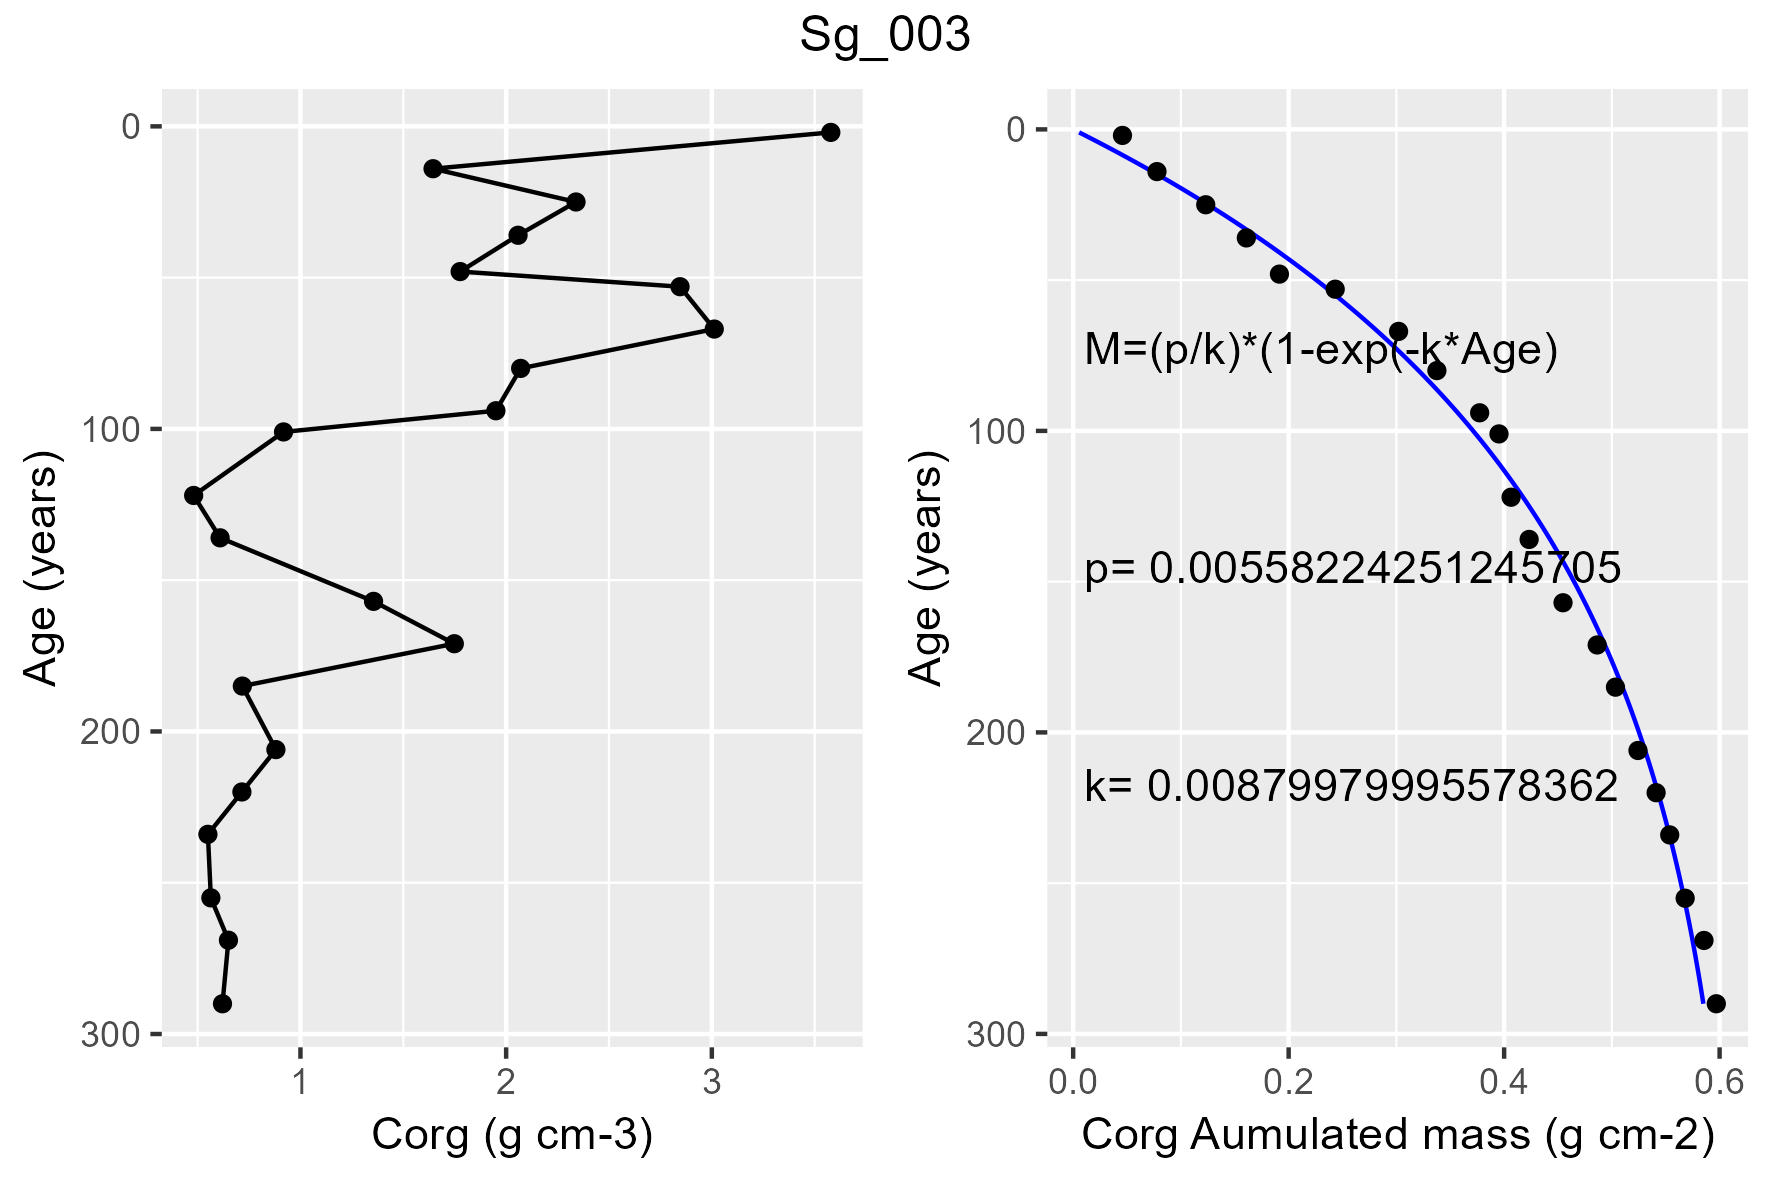 Sg_003
0
100
200
300
Age (years)
1
2
3
Corg (g cm-3)
0
100
200
300
Age (years)
M=(p/k)*(1-exp(-k*Age)
p= 0.00558224251245705
k= 0.00879979995578362
0.0
0.2
0.4
0.6
Corg Aumulated mass (g cm-2)